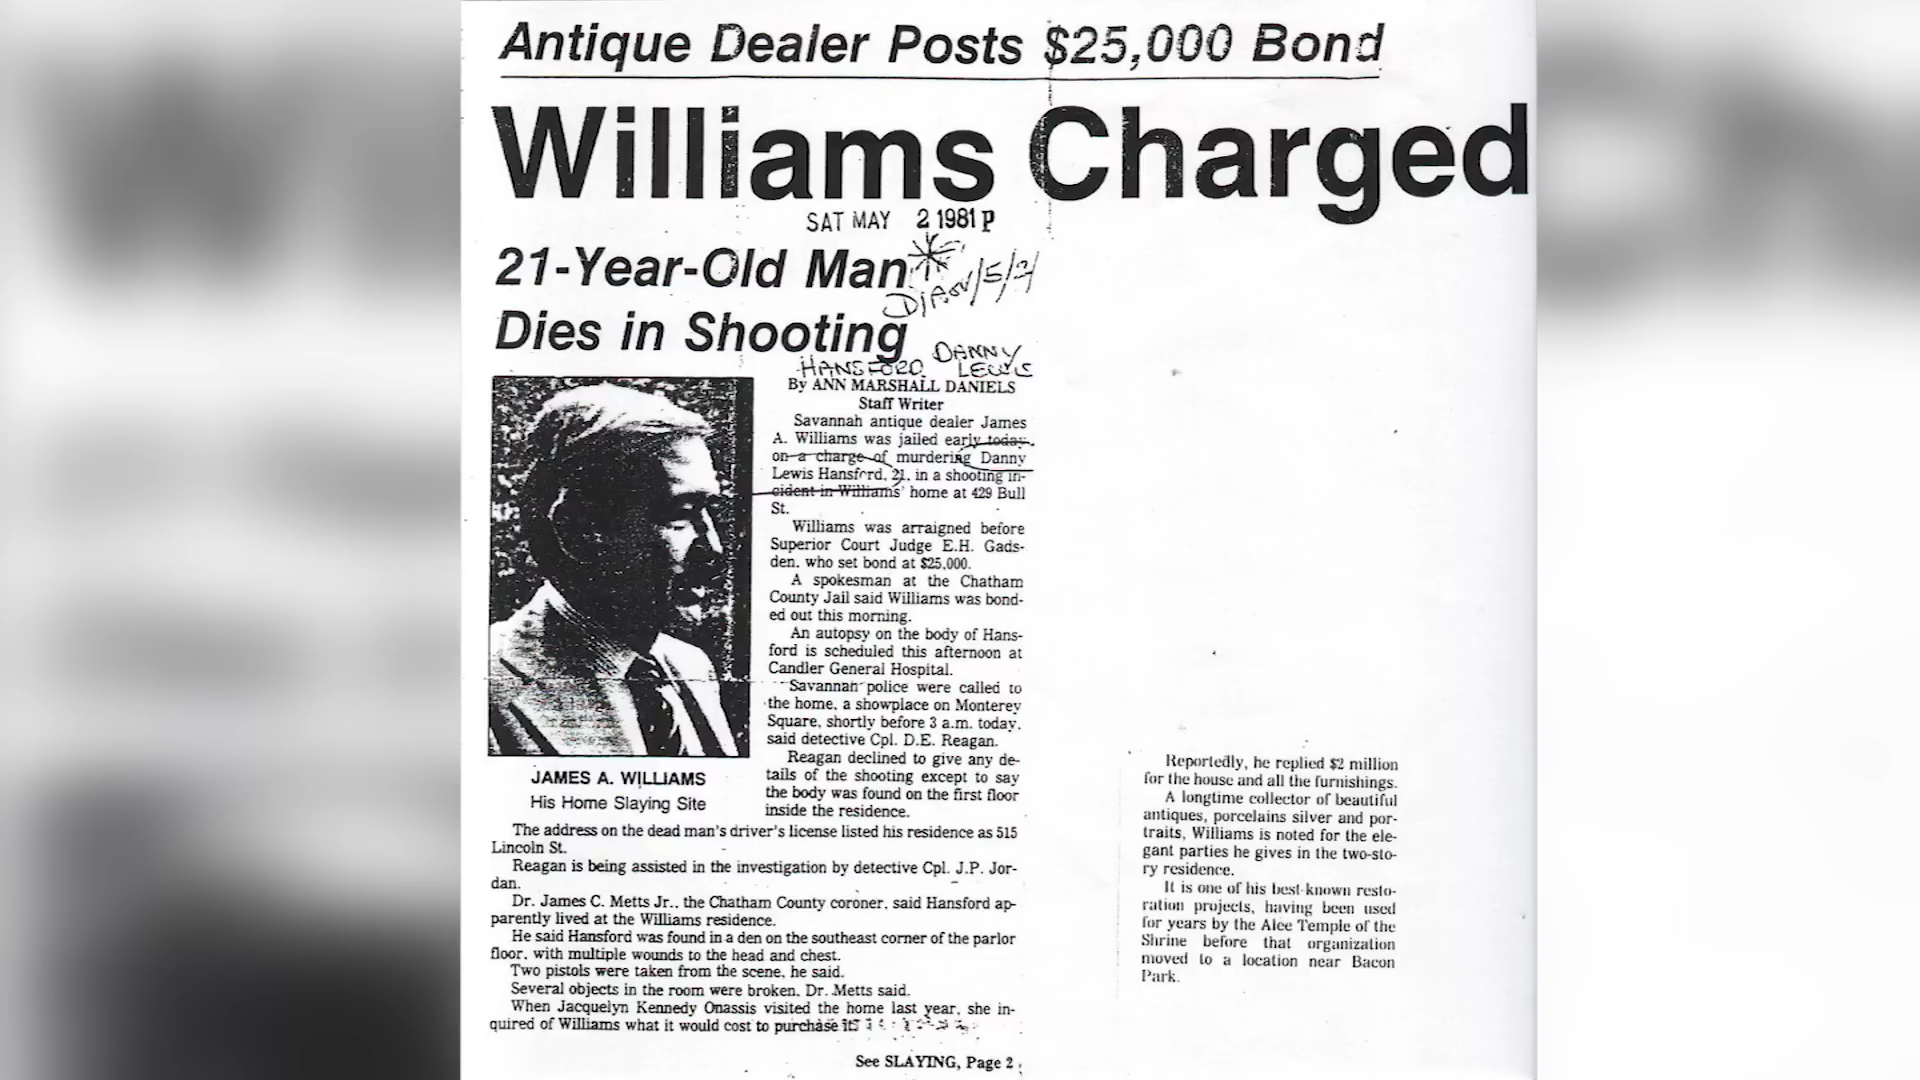 Antique Dealer Posts $25,000 Bond
Williams Charged
SAT MAY 2 1981 P
21-Year-Old Man
Dies in Shooting
HANSFORD DANNY
LEWIS
By ANN MARSHALL DANIELS
Staff Writer
Savannah antique dealer James
A. Williams was jailed early today
on a charge of murdering Danny
Lewis Hansford, 21, in a shooting in-
cident in Williams' home at 429 Bull
St.
Williams was arraigned before
Superior Court Judge E.H. Gads-
den, who set bond at $25,000.
A spokesman at the Chatham
County Jail said Williams was bond-
ed out this morning.
An autopsy on the body of Hans-
ford is scheduled this afternoon at
Candler General Hospital.
Savannah police were called to
the home, a showplace on Monterey
Square, shortly before 3 a.m. today,
said detective Cpl. D.E. Reagan.
Reagan declined to give any de-
tails of the shooting except to say
the body was found on the first floor
inside the residence.
JAMES A. WILLIAMS
His Home Slaying Site
The address on the dead man's driver's license listed his residence as 515
Lincoln St.
Reagan is being assisted in the investigation by detective Cpl. J.P. Jor-
dan.
Dr. James C. Metts Jr., the Chatham County coroner, said Hansford ap-
parently lived at the Williams residence.
He said Hansford was found in a den on the southeast corner of the parlor
floor, with multiple wounds to the head and chest.
Two pistols were taken from the scene, he said.
Several objects in the room were broken, Dr. Metts said.
When Jacquelyn Kennedy Onassis visited the home last year, she in-
quired of Williams what it would cost to purchase it.
See SLAYING, Page 2
Reportedly, he replied $2 million
for the house and all the furnishings.
A longtime collector of beautiful
antiques, porcelains silver and por-
traits, Williams is noted for the ele-
gant parties he gives in the two-sto-
ry residence.
It is one of his best-known resto-
ration projects, having been used
for years by the Alee Temple of the
Shrine before that organization
moved to a location near Bacon
Park.